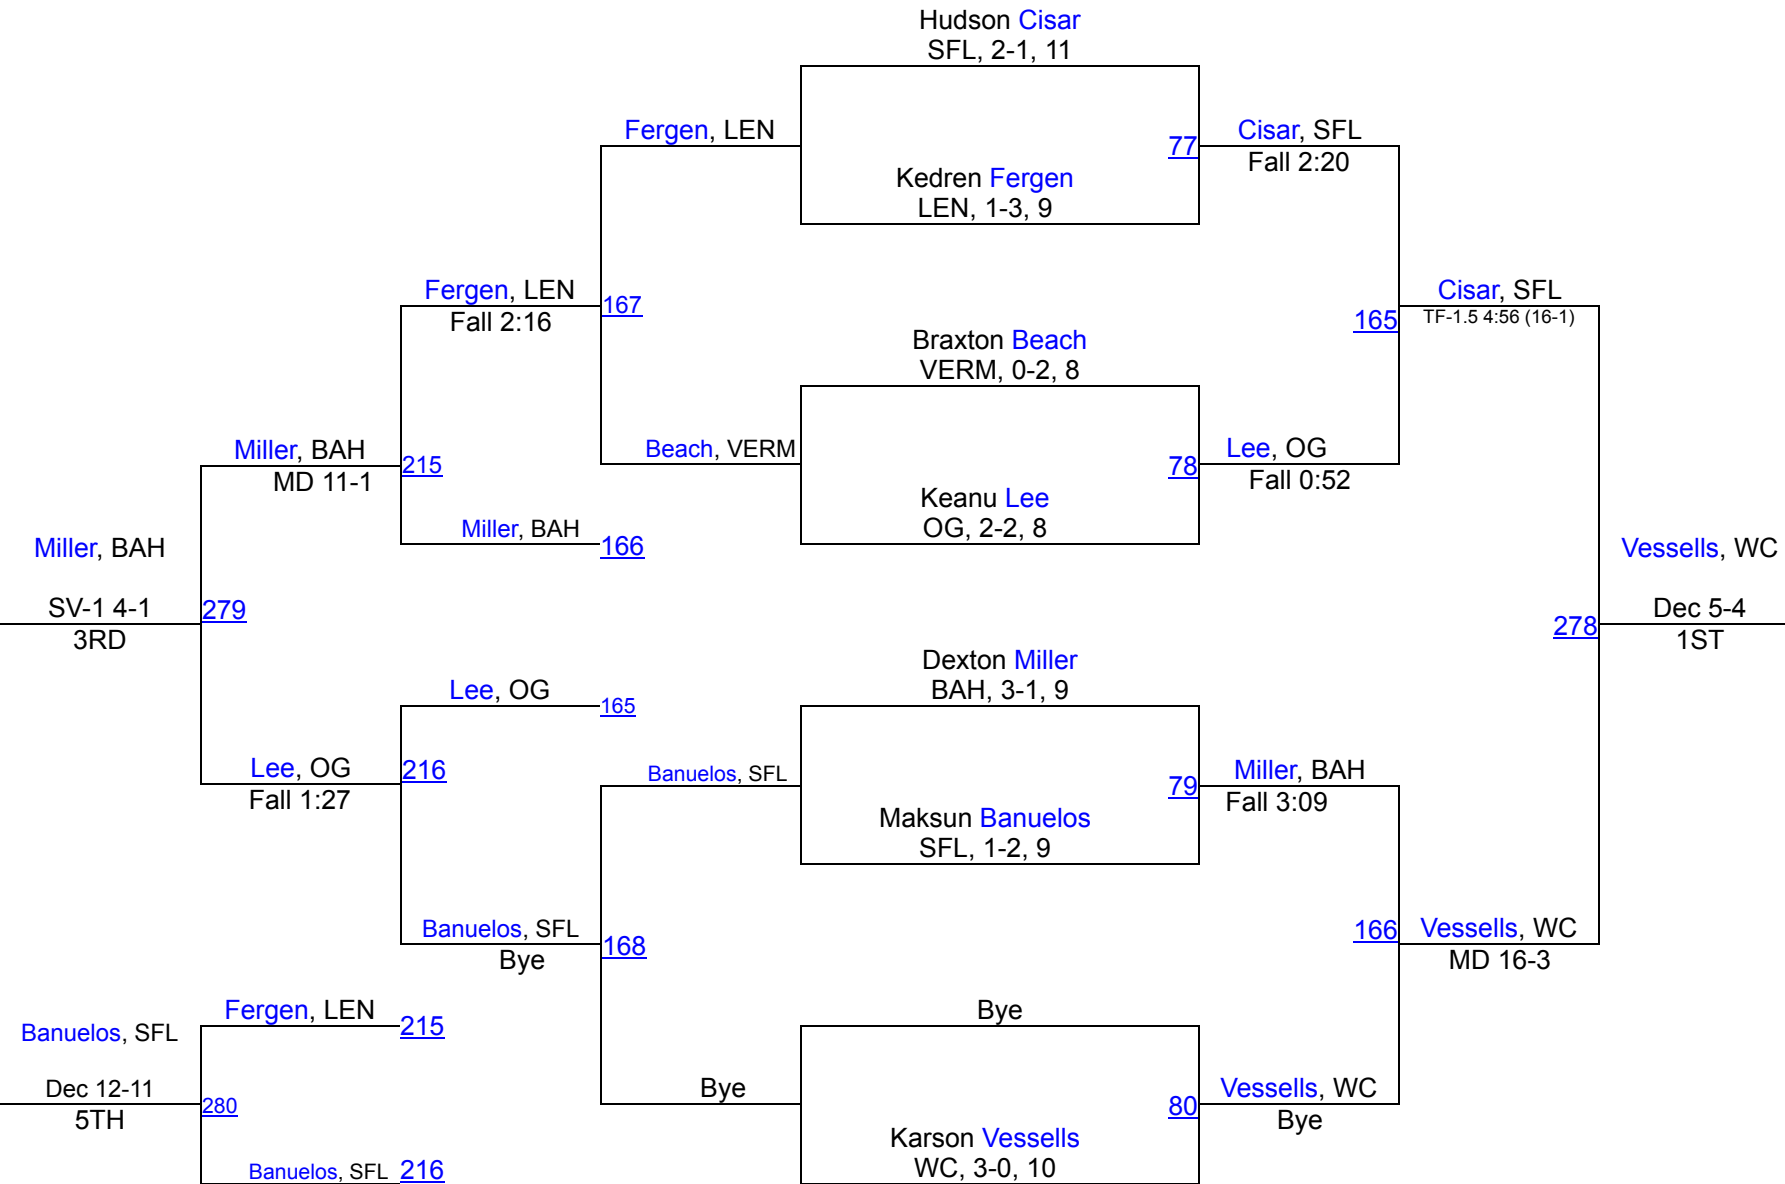 Hudson Cisar
SFL, 2-1, 11
Fergen, LEN
77
Cisar, SFL
Fall 2:20
Kedren Fergen
LEN, 1-3, 9
Fergen, LEN
Fall 2:16
167
Cisar, SFL
TF-1.5 4:56 (16-1)
165
Braxton Beach
VERM, 0-2, 8
Miller, BAH
MD 11-1
215
Beach, VERM
78
Lee, OG
Fall 0:52
Keanu Lee
OG, 2-2, 8
Miller, BAH
166
Miller, BAH
SV-1 4-1
3RD
279
Vessells, WC
Dec 5-4
1ST
278
Dexton Miller
BAH, 3-1, 9
Lee, OG
165
Lee, OG
Fall 1:27
216
Banuelos, SFL
79
Miller, BAH
Fall 3:09
Maksun Banuelos
SFL, 1-2, 9
Banuelos, SFL
Bye
168
166
Vessells, WC
MD 16-3
Fergen, LEN
215
Bye
Banuelos, SFL
Dec 12-11
5TH
280
Bye
80
Vessells, WC
Bye
Karson Vessells
WC, 3-0, 10
Banuelos, SFL
216